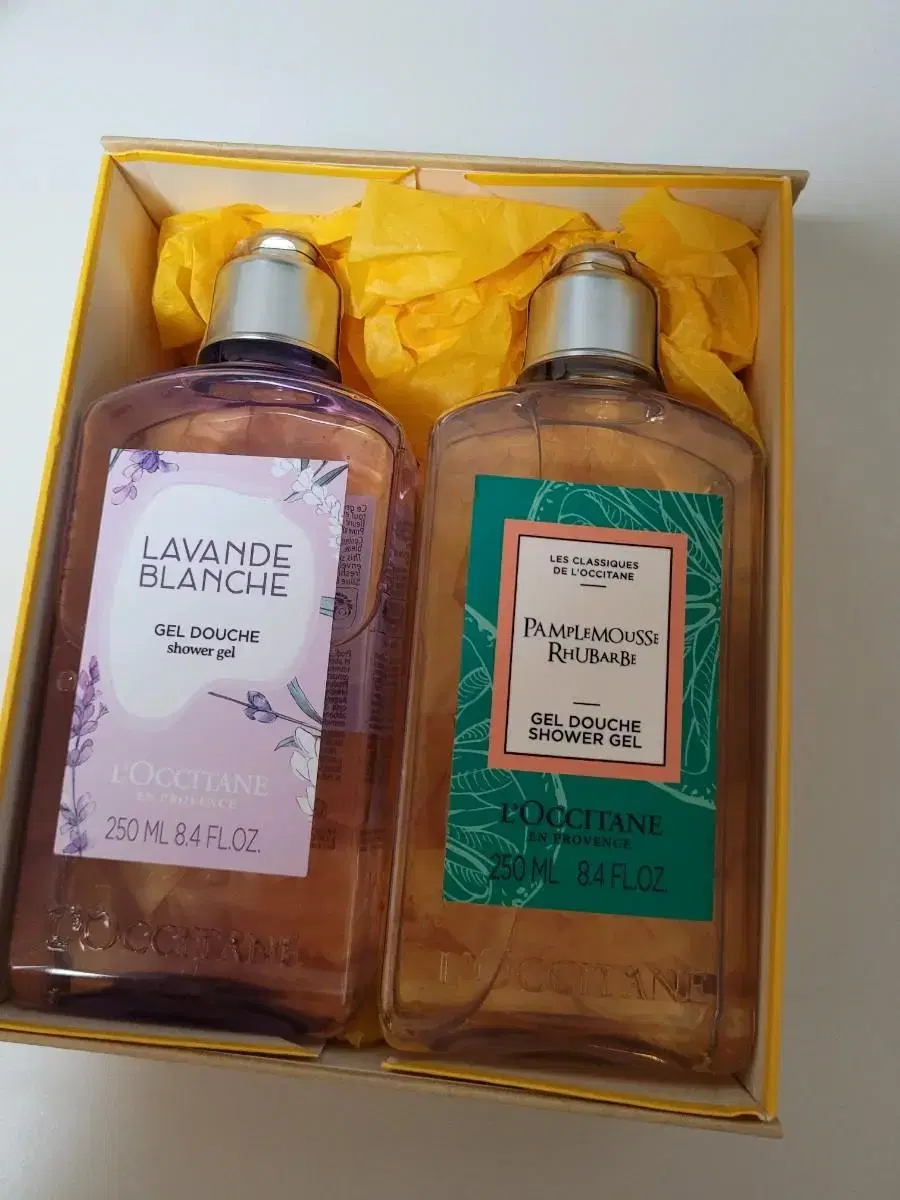 LAVANDE
BLANCHE
GEL DOUCHE
shower gel
L'OCCITANE
EN PROVENCE
250 ML 8.4 FL.OZ.
L'OCCITANE
LES CLASSIQUES
DE L'OCCITANE
PAMPLEMOUSSE
RHUBARBE
GEL DOUCHE
SHOWER GEL
L'OCCITANE
EN PROVENCE
250 ML 8.4 FL.OZ.
L'OCCITANE